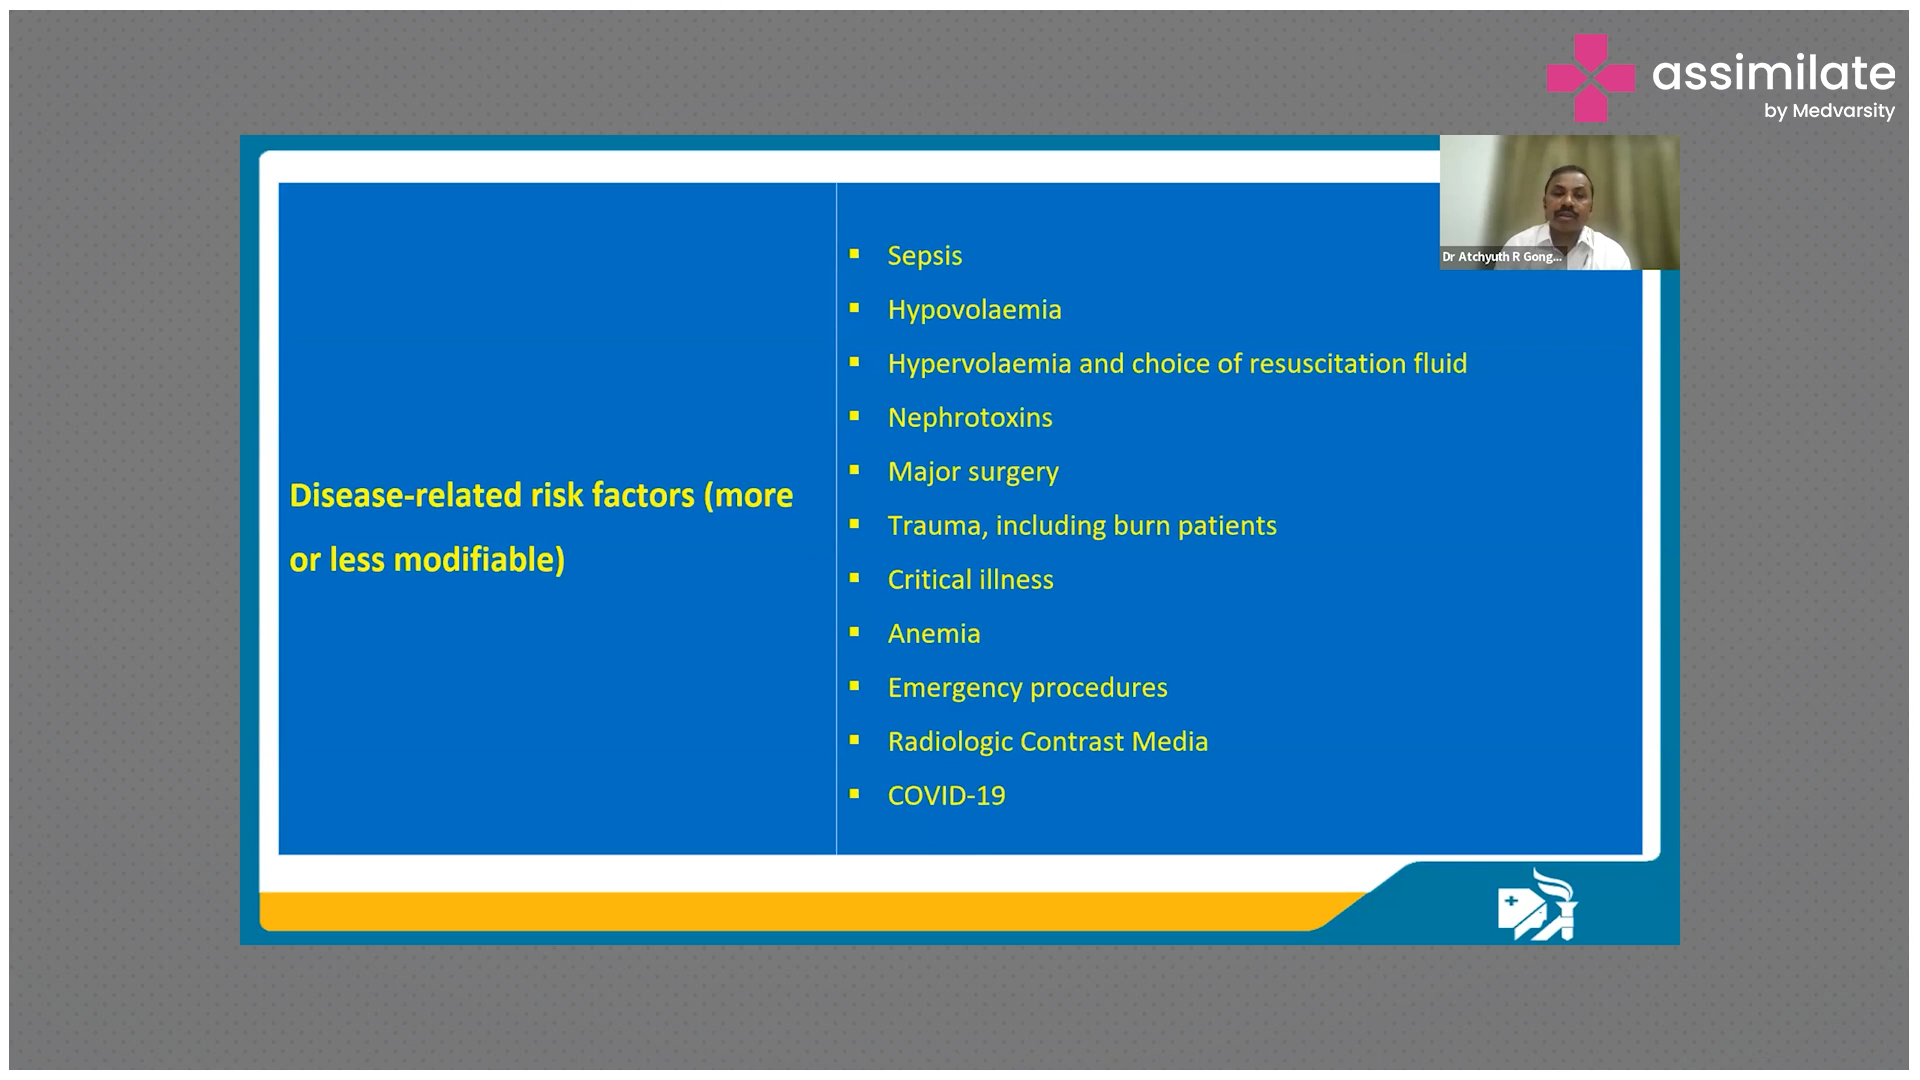 assimilate
by Medvarsity
Dr Atchyuth R Gong...
Disease-related risk factors (more
or less modifiable)
Sepsis
Hypovolaemia
Hypervolaemia and choice of resuscitation fluid
Nephrotoxins
Major surgery
Trauma, including burn patients
Critical illness
Anemia
Emergency procedures
Radiologic Contrast Media
COVID-19